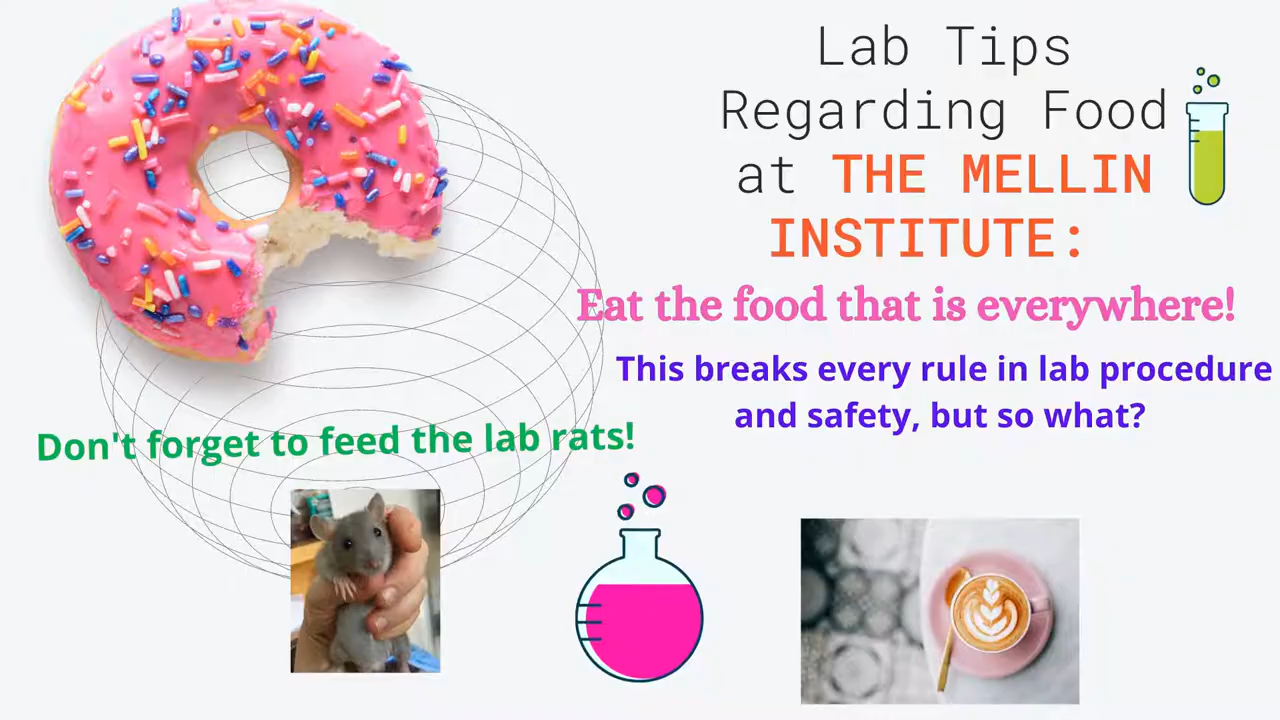 Lab Tips
Regarding Food
at THE MELLIN
INSTITUTE:
Eat the food that is everywhere!
This breaks every rule in lab procedure
and safety, but so what?
Don't forget to feed the lab rats!